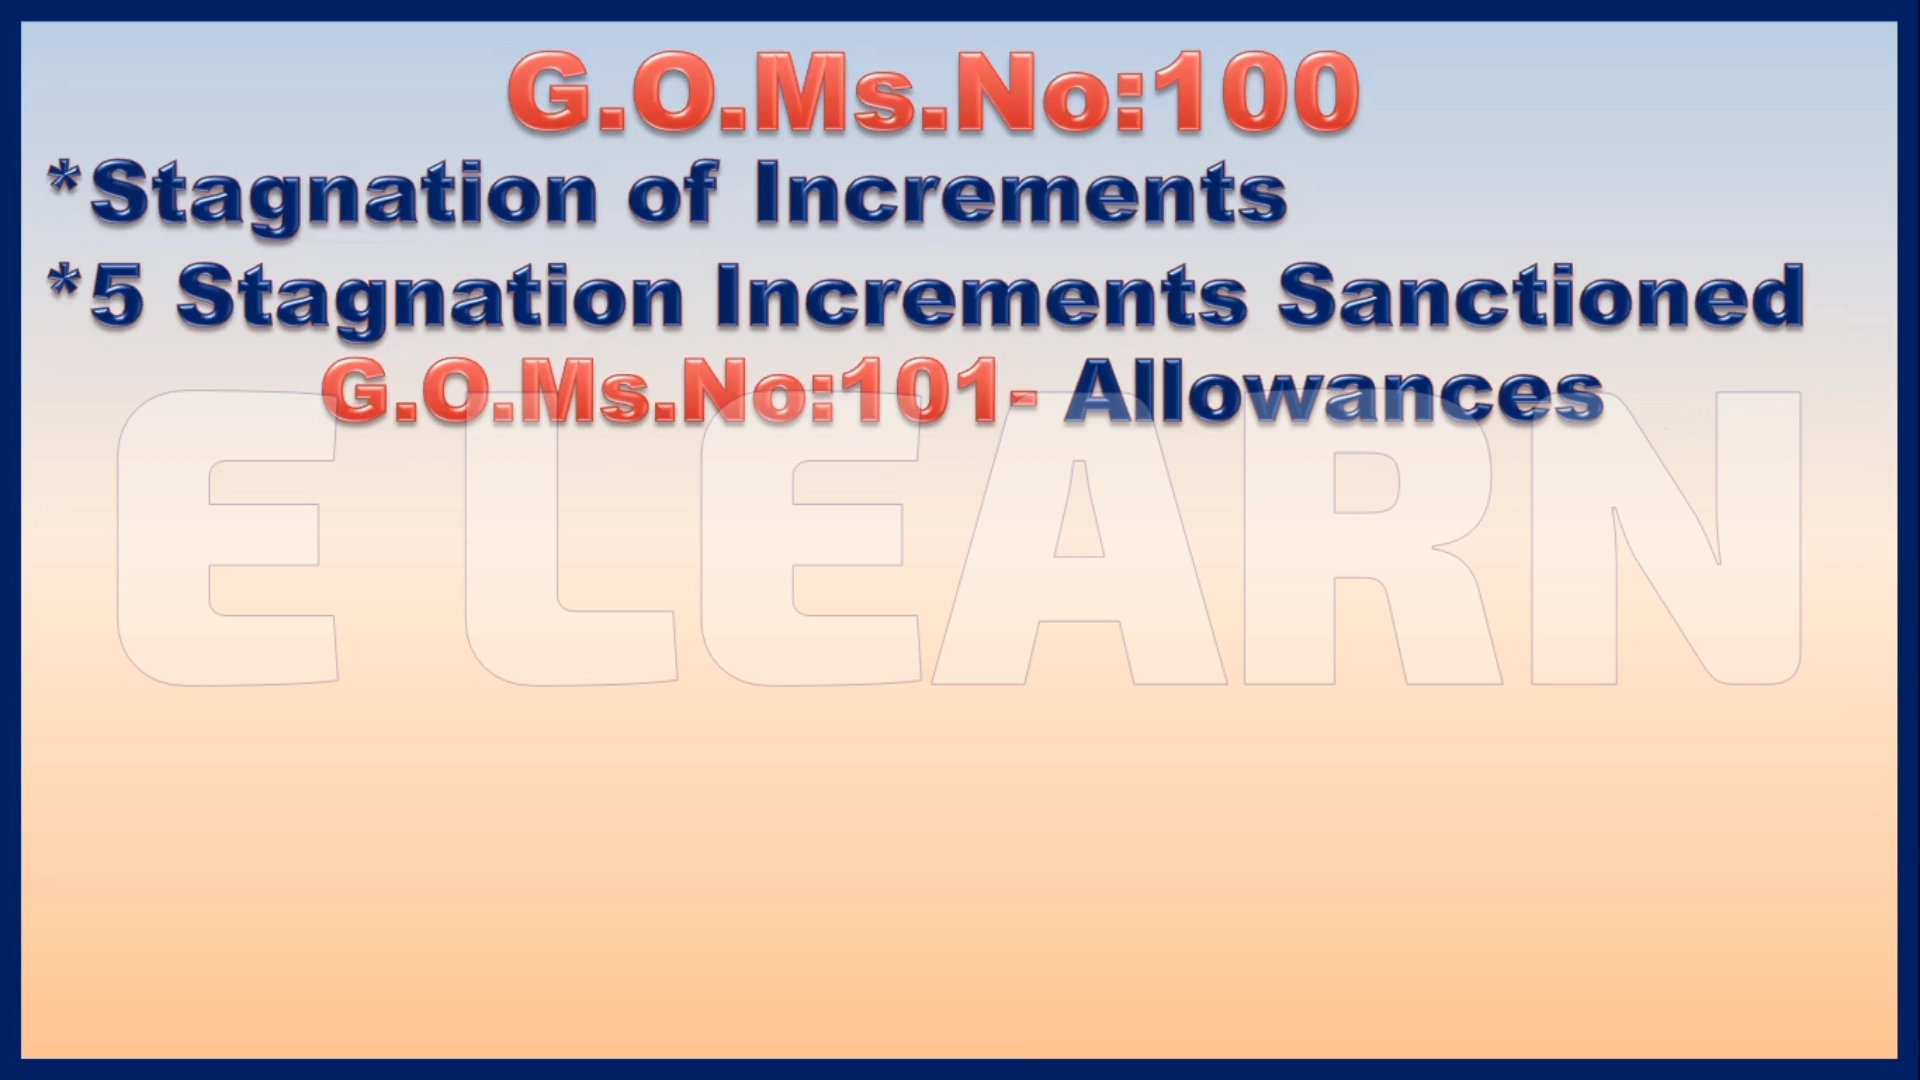 G.O.Ms.No:100
*Stagnation of Increments
*5 Stagnation Increments Sanctioned
G.O.Ms.No:101- Allowances
E LEARN